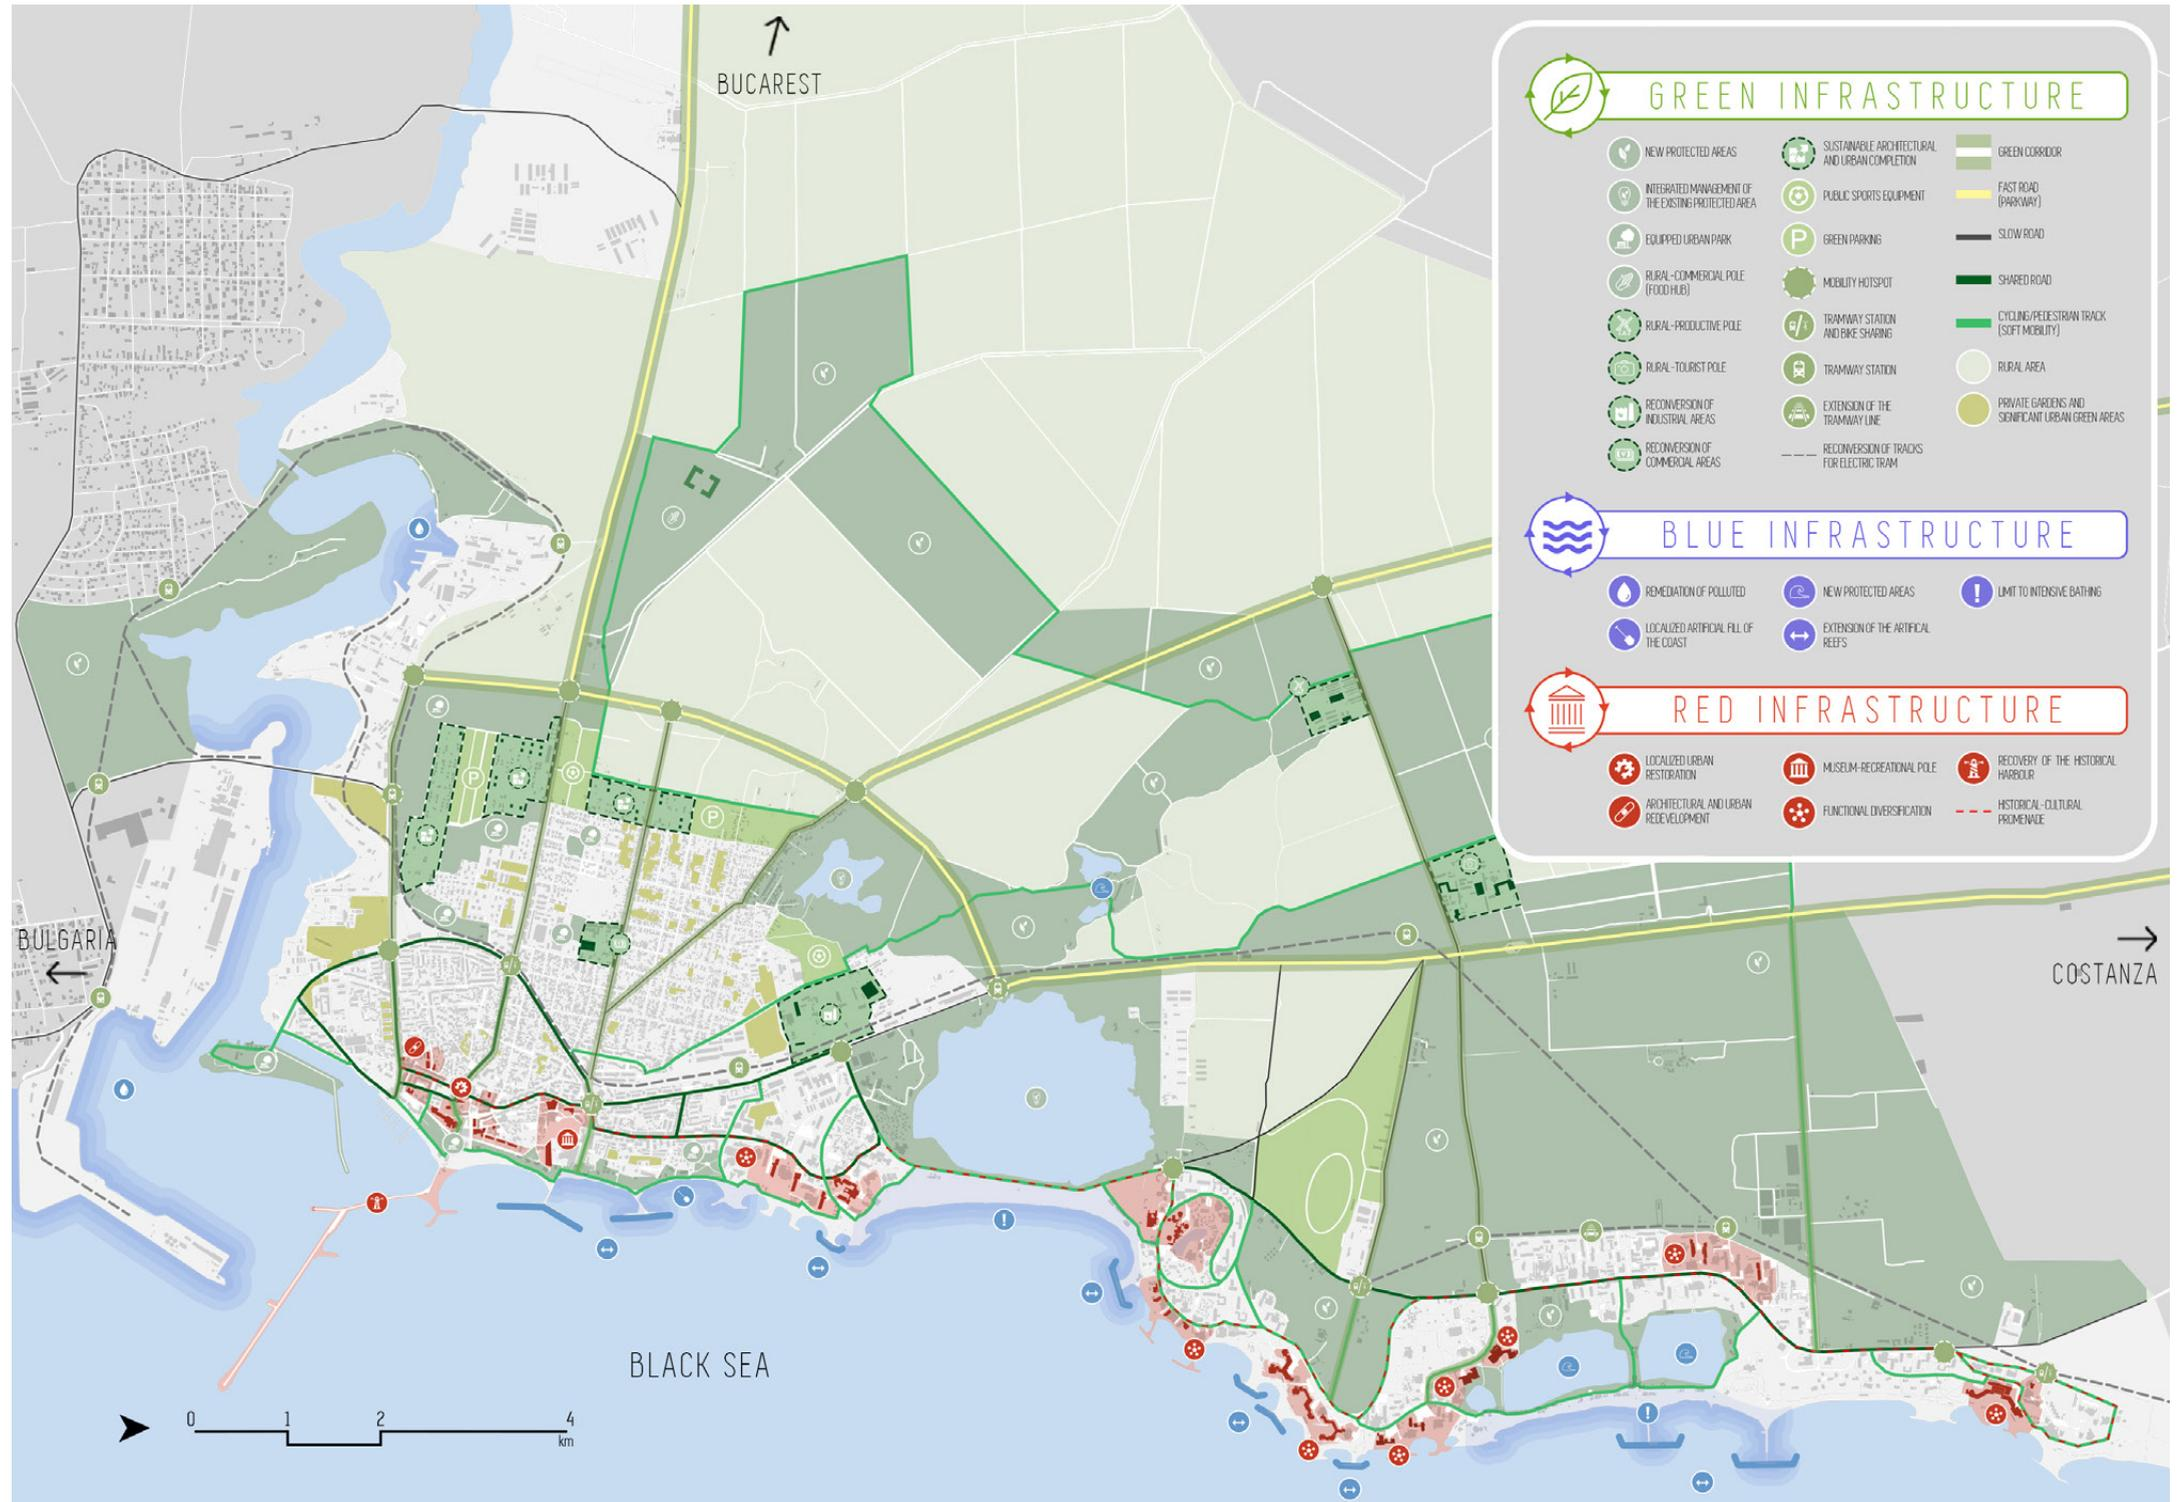 BUCAREST
BULGARIA
COSTANZA
BLACK SEA
0 1 2 4
km
GREEN INFRASTRUCTURE
NEW PROTECTED AREAS
INTEGRATED MANAGEMENT OF
THE EXISTING PROTECTED AREA
EQUIPPED URBAN PARK
RURAL-COMMERCIAL POLE
(FOOD HUB)
RURAL-PRODUCTIVE POLE
RURAL-TOURIST POLE
RECONVERSION OF
INDUSTRIAL AREAS
RECONVERSION OF
COMMERCIAL AREAS
SUSTAINABLE ARCHITECTURAL
AND URBAN COMPLETION
PUBLIC SPORTS EQUIPMENT
P
GREEN PARKING
MOBILITY HOTSPOT
TRAMWAY STATION
AND BIKE SHARING
TRAMWAY STATION
EXTENSION OF THE
TRAMWAY LINE
RECONVERSION OF TRACKS
FOR ELECTRIC TRAM
GREEN CORRIDOR
FAST ROAD
(PARKWAY)
SLOW ROAD
SHARED ROAD
CYCLING/PEDESTRIAN TRACK
(SOFT MOBILITY)
RURAL AREA
PRIVATE GARDENS AND
SIGNIFICANT URBAN GREEN AREAS
BLUE INFRASTRUCTURE
REMEDIATION OF POLLUTED
LOCALIZED ARTIFICIAL FILL OF
THE COAST
NEW PROTECTED AREAS
EXTENSION OF THE ARTIFICAL
REEFS
!
LIMIT TO INTENSIVE BATHING
RED INFRASTRUCTURE
LOCALIZED URBAN
RESTORATION
ARCHITECTURAL AND URBAN
REDEVELOPMENT
MUSEUM-RECREATIONAL POLE
FUNCTIONAL DIVERSIFICATION
RECOVERY OF THE HISTORICAL
HARBOUR
HISTORICAL-CULTURAL
PROMENADE
P
P
!
!